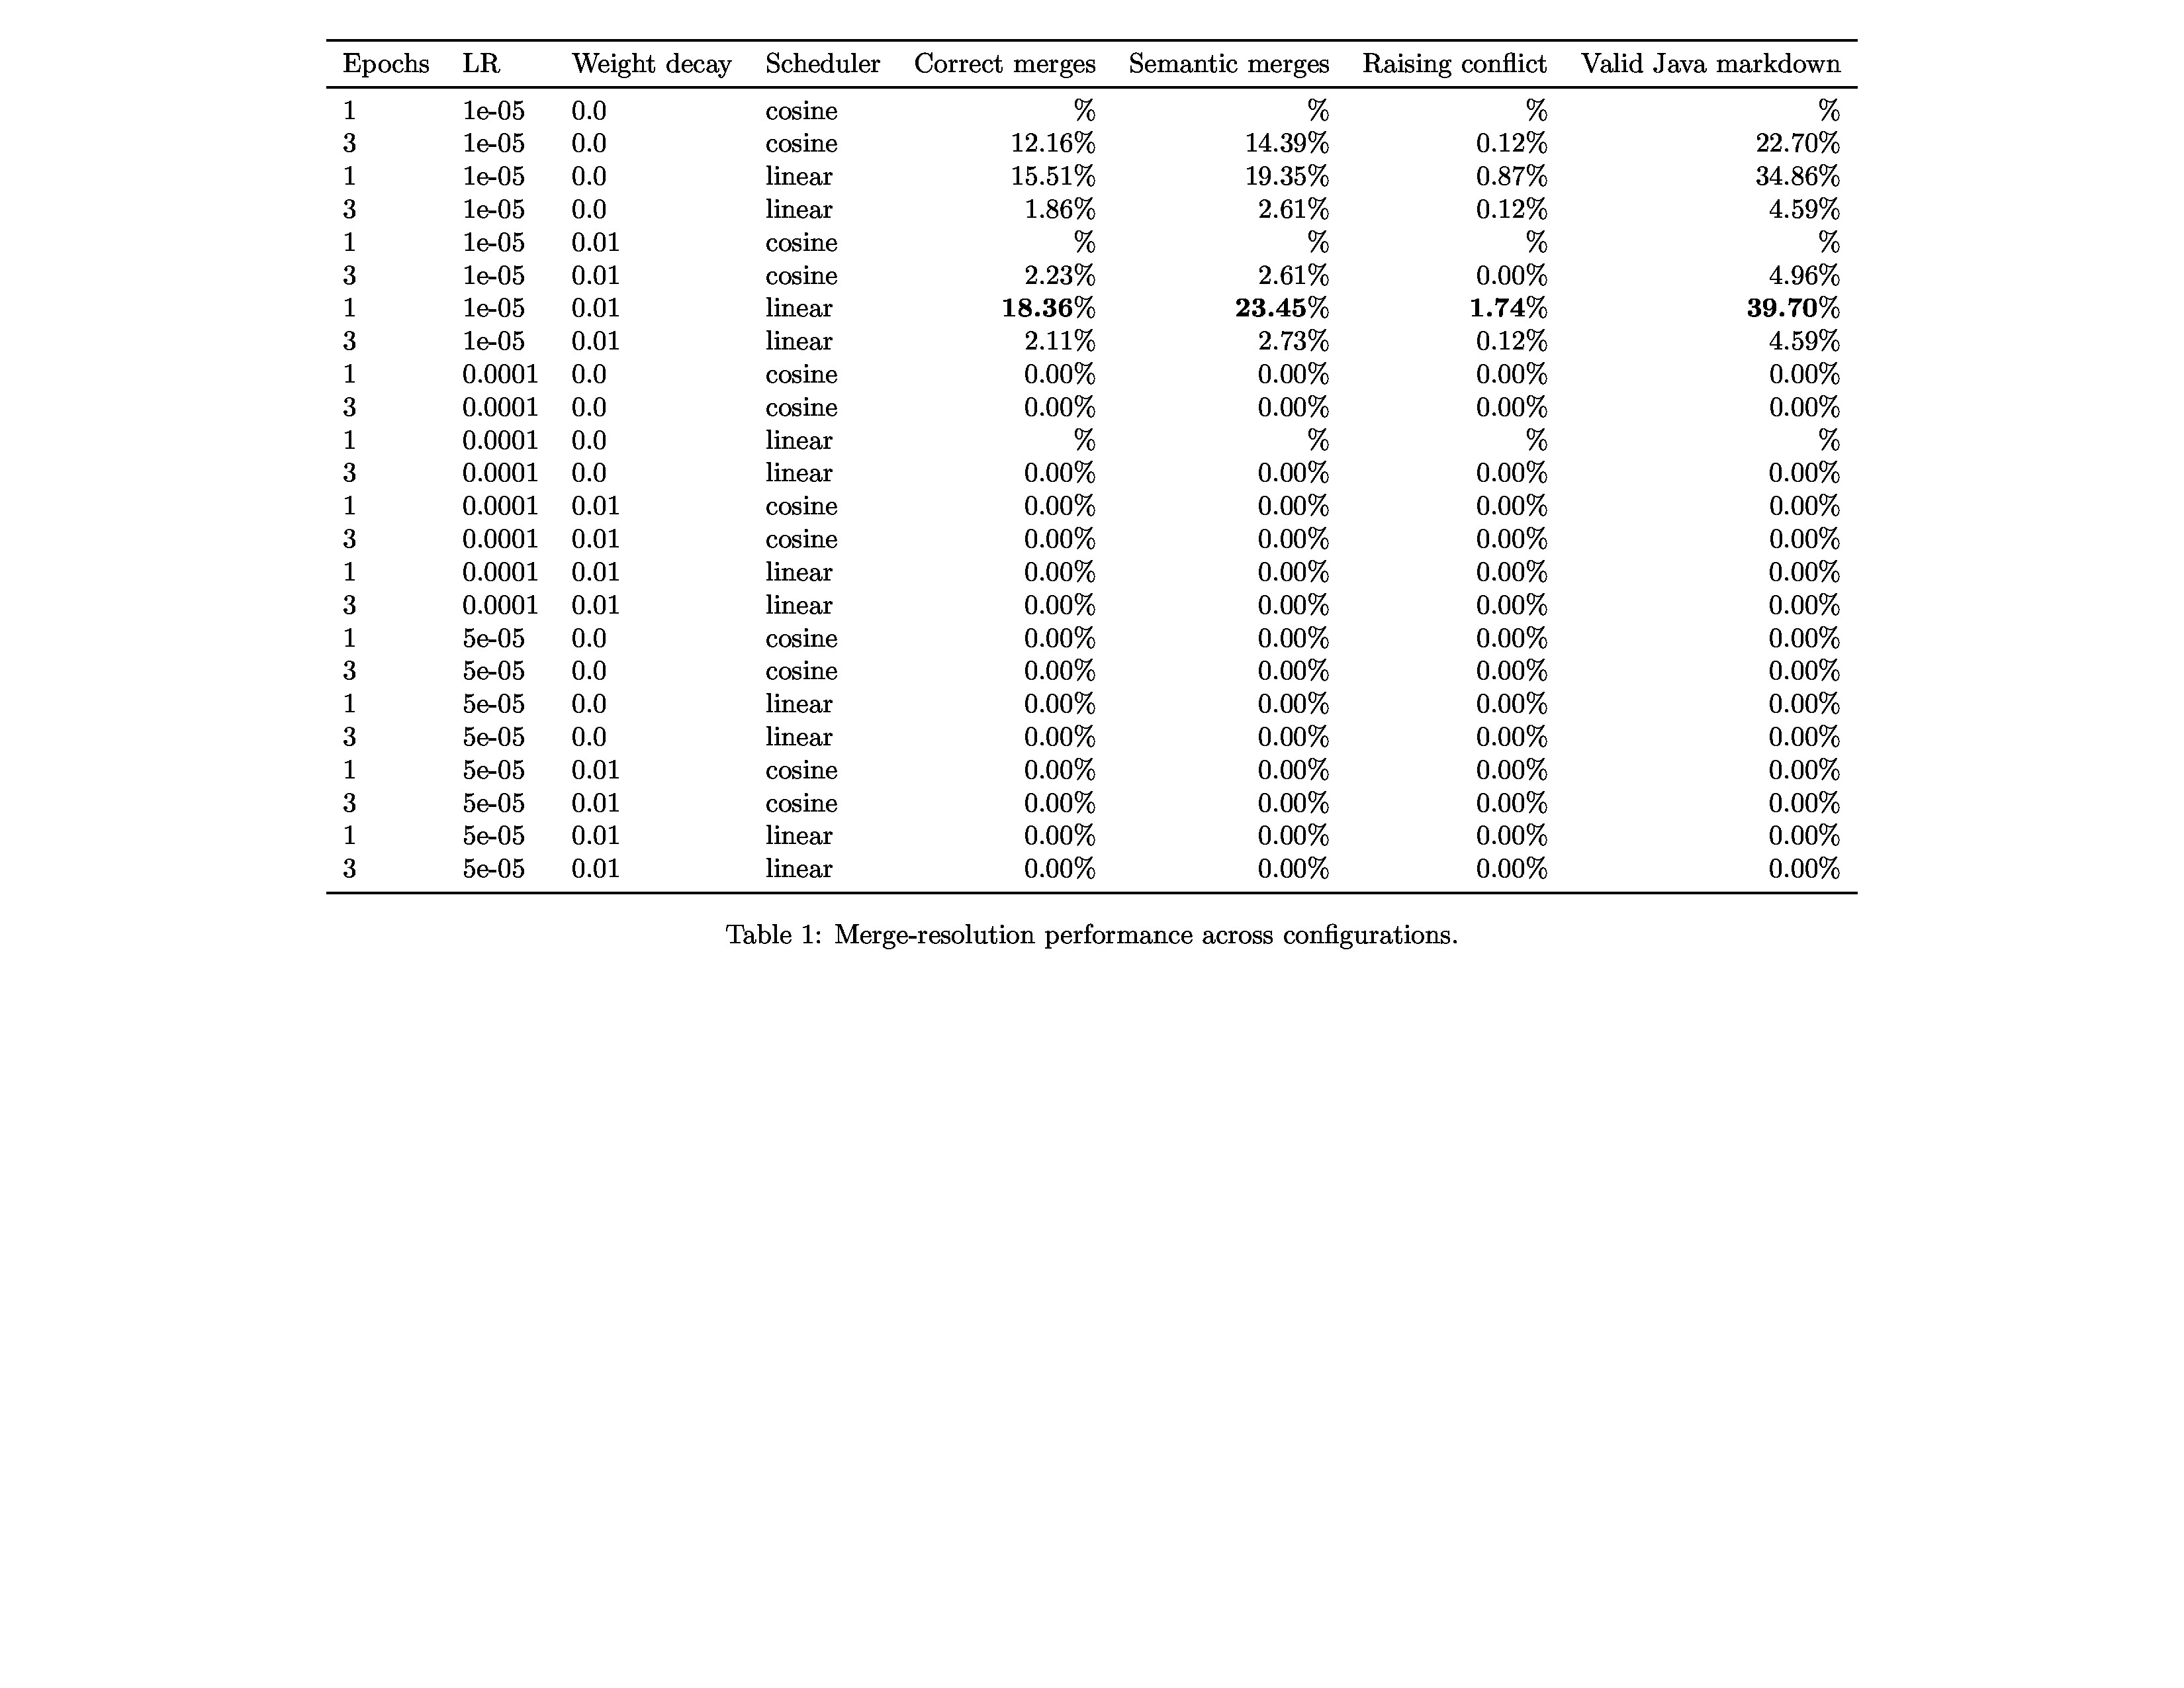 Epochs LR Weight decay Scheduler Correct merges Semantic merges Raising conflict Valid Java markdown
1 1e-05 0.0 cosine % % % %
3 1e-05 0.0 cosine 12.16% 14.39% 0.12% 22.70%
1 1e-05 0.0 linear 15.51% 19.35% 0.87% 34.86%
3 1e-05 0.0 linear 1.86% 2.61% 0.12% 4.59%
1 1e-05 0.01 cosine % % % %
3 1e-05 0.01 cosine 2.23% 2.61% 0.00% 4.96%
1 1e-05 0.01 linear 18.36% 23.45% 1.74% 39.70%
3 1e-05 0.01 linear 2.11% 2.73% 0.12% 4.59%
1 0.0001 0.0 cosine 0.00% 0.00% 0.00% 0.00%
3 0.0001 0.0 cosine 0.00% 0.00% 0.00% 0.00%
1 0.0001 0.0 linear % % % %
3 0.0001 0.0 linear 0.00% 0.00% 0.00% 0.00%
1 0.0001 0.01 cosine 0.00% 0.00% 0.00% 0.00%
3 0.0001 0.01 cosine 0.00% 0.00% 0.00% 0.00%
1 0.0001 0.01 linear 0.00% 0.00% 0.00% 0.00%
3 0.0001 0.01 linear 0.00% 0.00% 0.00% 0.00%
1 5e-05 0.0 cosine 0.00% 0.00% 0.00% 0.00%
3 5e-05 0.0 cosine 0.00% 0.00% 0.00% 0.00%
1 5e-05 0.0 linear 0.00% 0.00% 0.00% 0.00%
3 5e-05 0.0 linear 0.00% 0.00% 0.00% 0.00%
1 5e-05 0.01 cosine 0.00% 0.00% 0.00% 0.00%
3 5e-05 0.01 cosine 0.00% 0.00% 0.00% 0.00%
1 5e-05 0.01 linear 0.00% 0.00% 0.00% 0.00%
3 5e-05 0.01 linear 0.00% 0.00% 0.00% 0.00%
Table 1: Merge-resolution performance across configurations.